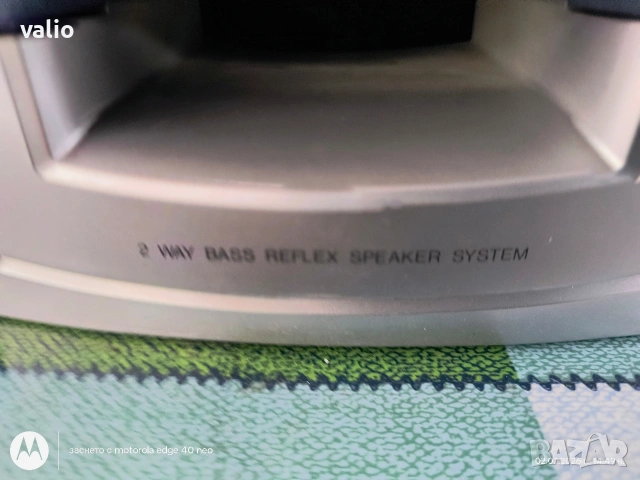 valio
2 WAY BASS REFLEX SPEAKER SYSTEM
заснето с motorola edge 40 neo
BAZAR